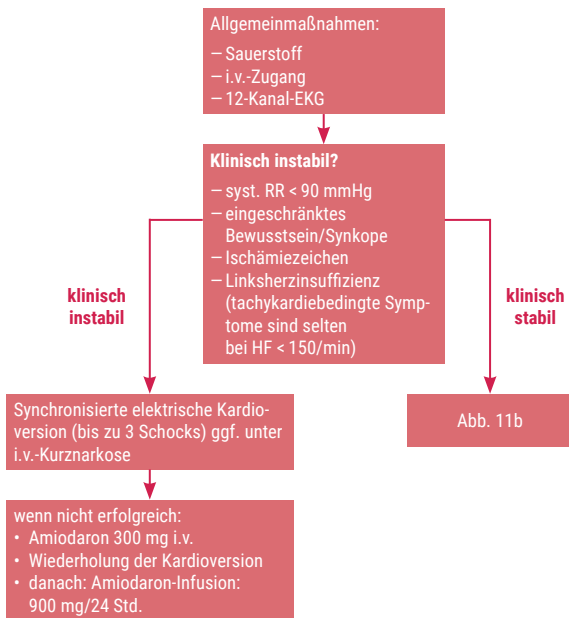 Allgemeinmaßnahmen:
– Sauerstoff
– i.v.-Zugang
– 12-Kanal-EKG
Klinisch instabil?
– syst. RR < 90 mmHg
– eingeschränktes
Bewusstsein/Synkope
– Ischämiezeichen
– Linksherzinsuffizienz
(tachykardiebedingte Symp-
tome sind selten
bei HF < 150/min)
klinisch
instabil
klinisch
stabil
Synchronisierte elektrische Kardio-
version (bis zu 3 Schocks) ggf. unter
i.v.-Kurznarkose
Abb. 11b
wenn nicht erfolgreich:
• Amiodaron 300 mg i.v.
• Wiederholung der Kardioversion
• danach: Amiodaron-Infusion:
900 mg/24 Std.